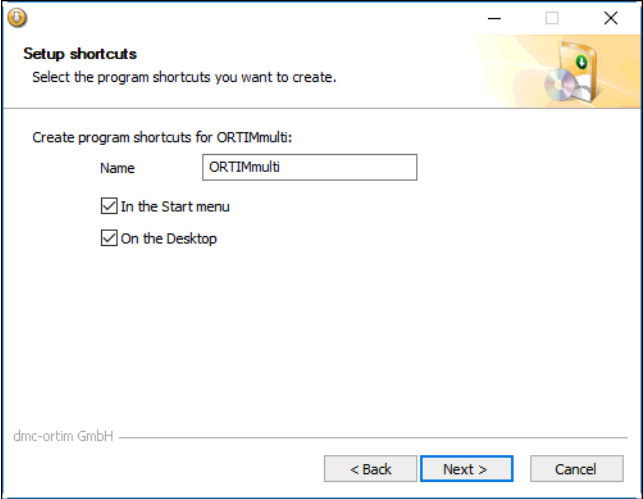 Setup shortcuts
Select the program shortcuts you want to create.
Create program shortcuts for ORTIMmulti:
Name ORTIMmulti
In the Start menu
On the Desktop
dmc-ortim GmbH
< Back Next > Cancel